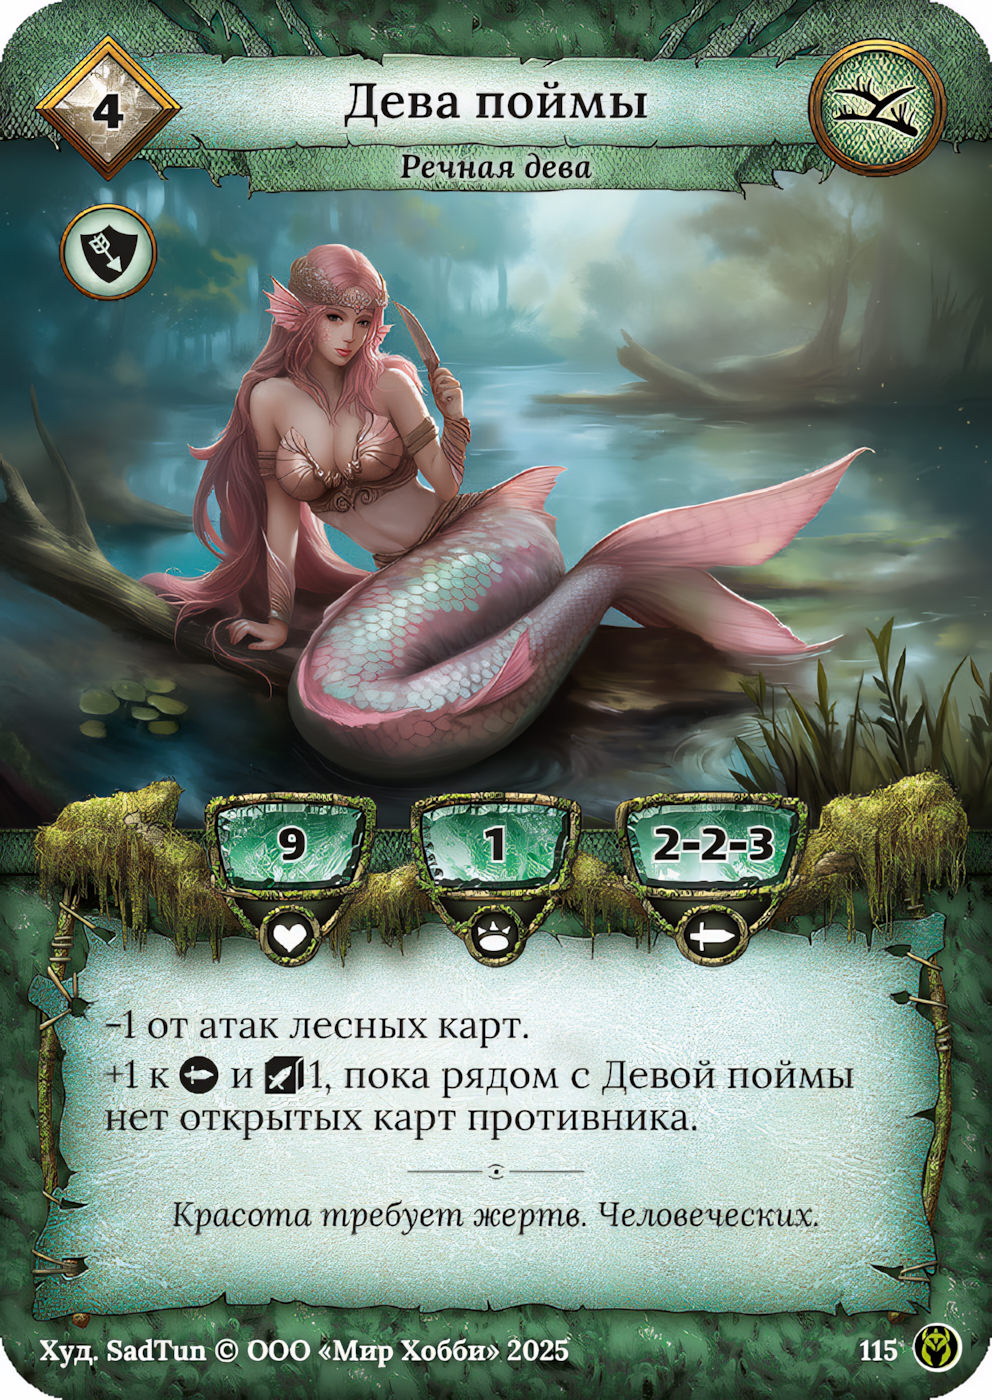 4
Дева поймы
Речная дева
9
1
2-2-3
-1 от атак лесных карт.
+1 к и 1, пока рядом с Девой поймы
нет открытых карт противника.
Красота требует жертв. Человеческих.
Худ. SadTun © ООО «Мир Хобби» 2025
115